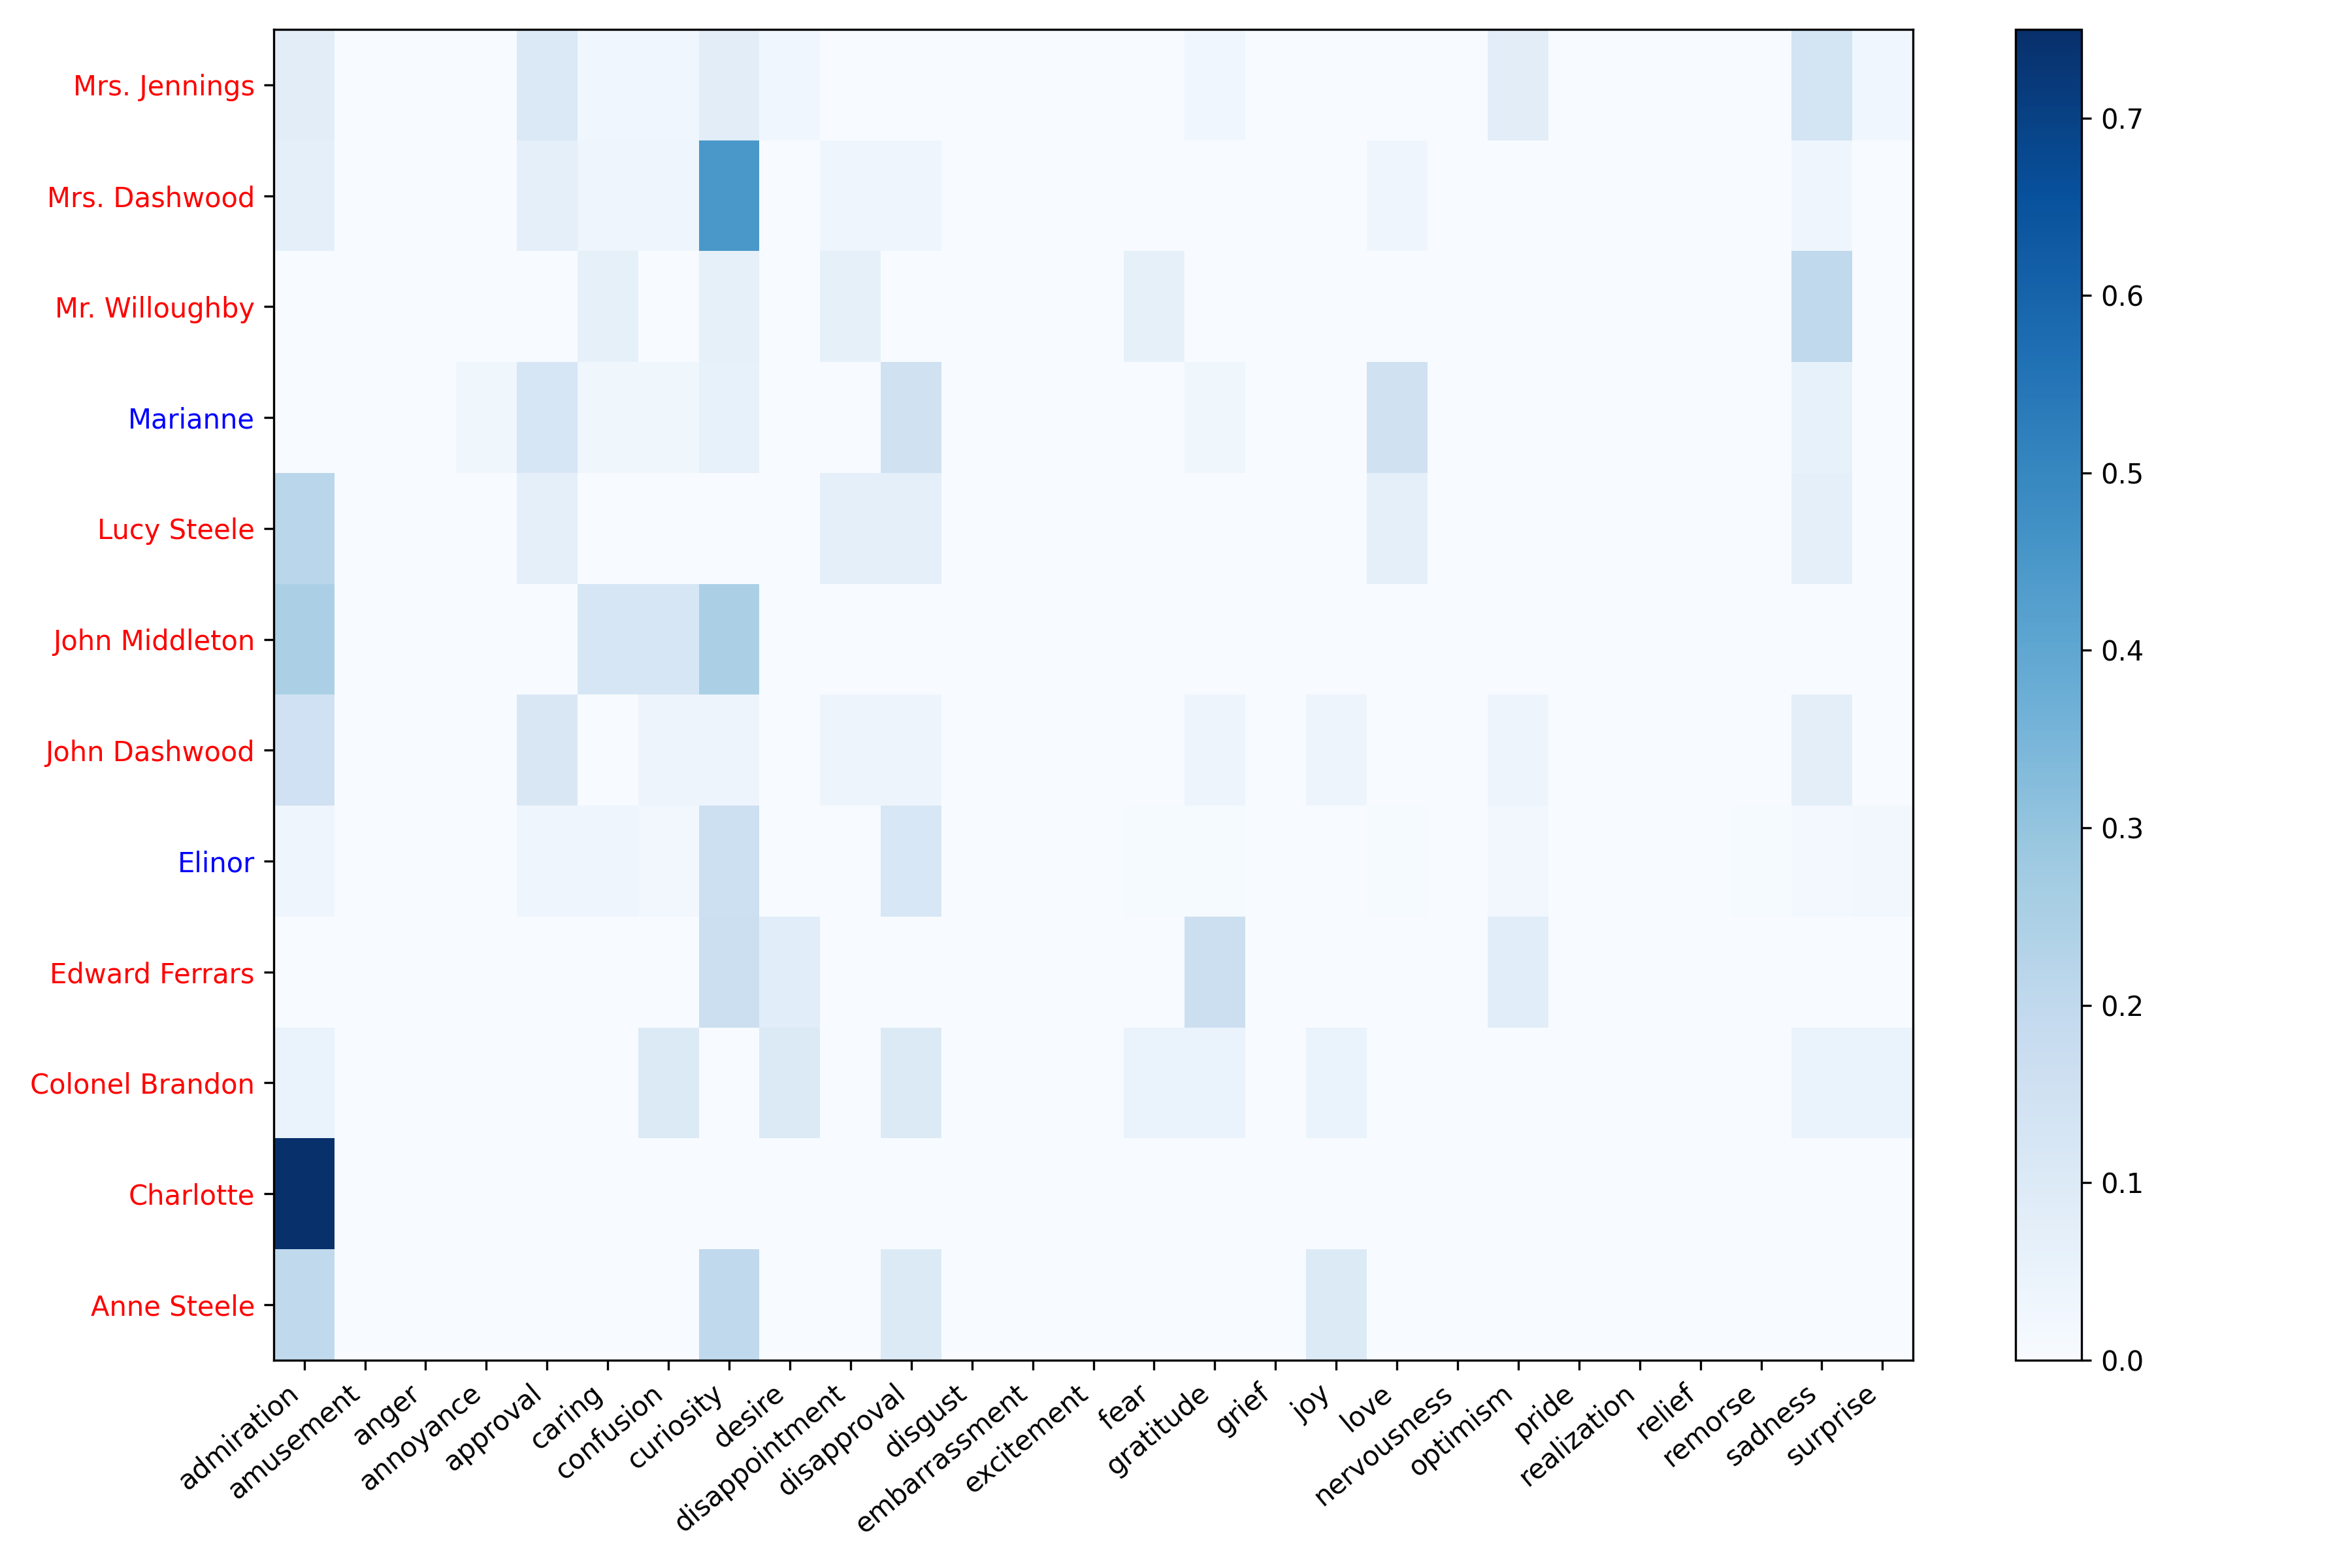 Mrs. Jennings
Mrs. Dashwood
Mr. Willoughby
Marianne
Lucy Steele
John Middleton
John Dashwood
Elinor
Edward Ferrars
Colonel Brandon
Charlotte
Anne Steele
admiration
amusement
anger
annoyance
approval
caring
confusion
curiosity
desire
disappointment
disapproval
disgust
embarrassment
excitement
fear
gratitude
grief
joy
love
nervousness
optimism
pride
realization
relief
remorse
sadness
surprise
0.7
0.6
0.5
0.4
0.3
0.2
0.1
0.0